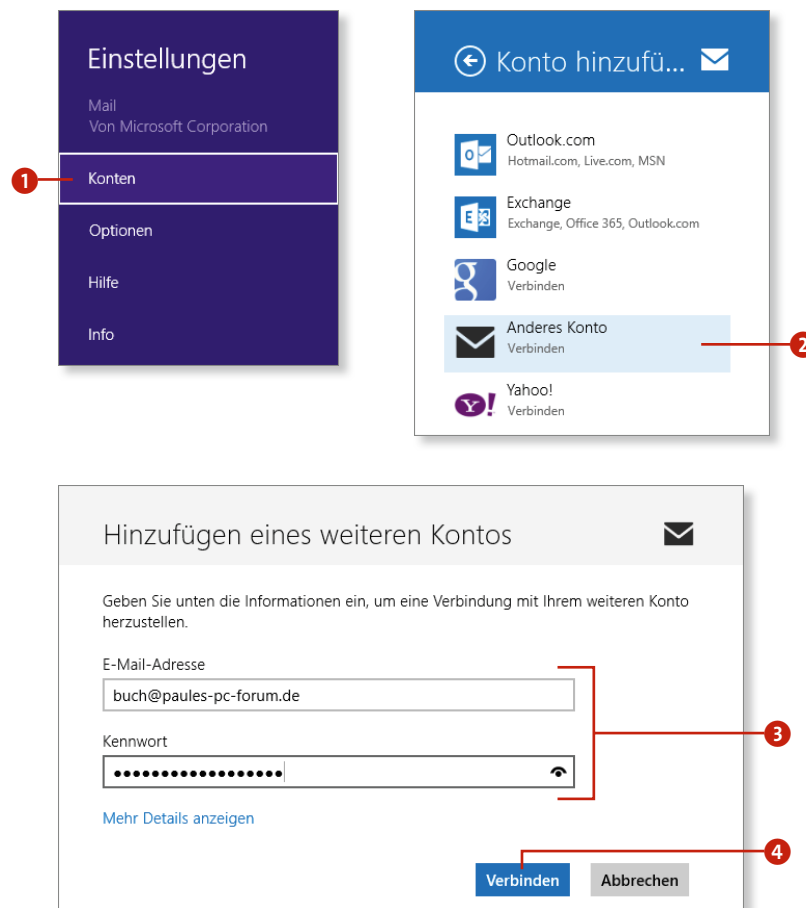 Einstellungen
Mail
Von Microsoft Corporation
1
Konten
Optionen
Hilfe
Info
Konto hinzufü...
Outlook.com
Hotmail.com, Live.com, MSN
Exchange
Exchange, Office 365, Outlook.com
Google
Verbinden
Anderes Konto
Verbinden
2
Yahoo!
Verbinden
Hinzufügen eines weiteren Kontos
Geben Sie unten die Informationen ein, um eine Verbindung mit Ihrem weiteren Konto
herzustellen.
E-Mail-Adresse
buch@paules-pc-forum.de
3
Kennwort
••••••••••••••••••
Mehr Details anzeigen
4
Verbinden Abbrechen